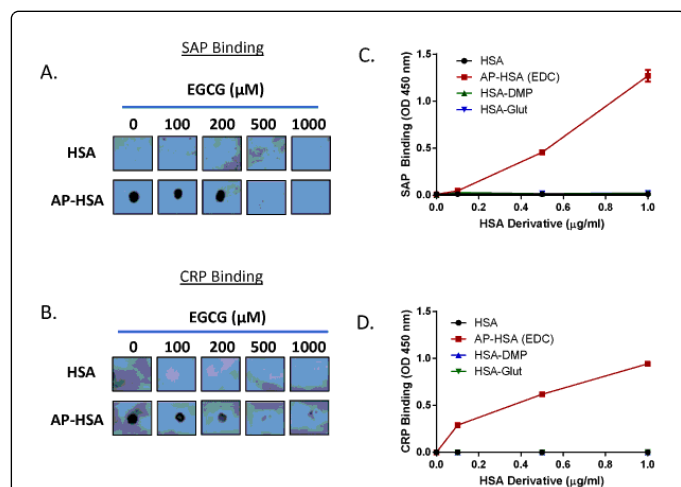 SAP Binding
A.
EGCG (μM)
0 100 200 500 1000
HSA
AP-HSA
CRP Binding
B.
EGCG (μM)
0 100 200 500 1000
HSA
AP-HSA
C.
HSA
AP-HSA (EDC)
HSA-DMP
HSA-Glut
SAP Binding (OD 450 nm)
1.5
1.0
0.5
0.0
0.0 0.2 0.4 0.6 0.8 1.0
HSA Derivative (μg/ml)
D.
HSA
AP-HSA (EDC)
HSA-DMP
HSA-Glut
CRP Binding (OD 450 nm)
1.5
1.0
0.5
0.0
0.0 0.2 0.4 0.6 0.8 1.0
HSA Derivative (μg/ml)